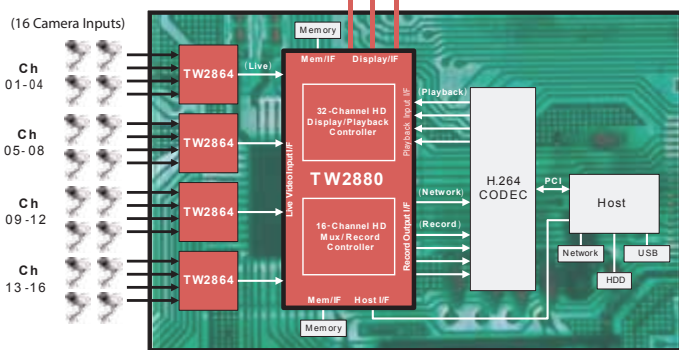 (16 Camera Inputs)
Ch
01-04
Ch
05-08
Ch
09-12
Ch
13-16
TW2864
TW2864
TW2864
TW2864
(Live)
Memory
Mem/IF
Display/IF
Live Video Input I/F
32-Channel HD
Display/Playback
Controller
TW2880
16-Channel HD
Mux/Record
Controller
Playback Input I/F
Record Output I/F
Mem/IF
Host I/F
Memory
(Playback)
(Network)
(Record)
H.264
CODEC
PCI
Host
Network
HDD
USB